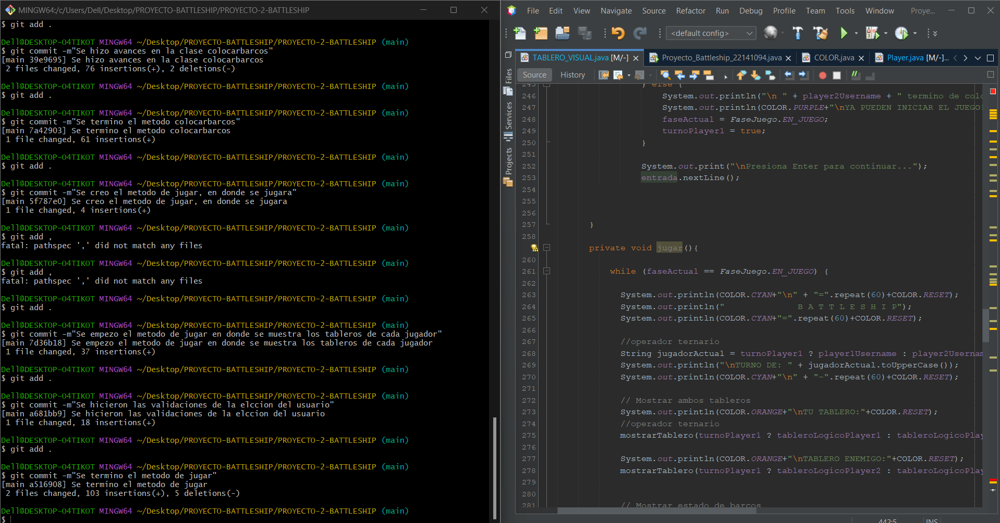 MINGW64:/c/Users/Dell/Desktop/PROYECTO-BATTLESHIP/PROYECTO-2-BATTLESHIP
$ git add .
Dell@DESKTOP-O4TIKOT MINGW64 ~/Desktop/PROYECTO-BATTLESHIP/PROYECTO-2-BATTLESHIP (main)
$ git commit -m"Se hizo avances en la clase colocarbarcos"
[main 39e9695] Se hizo avances en la clase colocarbarcos
2 files changed, 76 insertions(+), 2 deletions(-)
Dell@DESKTOP-O4TIKOT MINGW64 ~/Desktop/PROYECTO-BATTLESHIP/PROYECTO-2-BATTLESHIP (main)
$ git add .
Dell@DESKTOP-O4TIKOT MINGW64 ~/Desktop/PROYECTO-BATTLESHIP/PROYECTO-2-BATTLESHIP (main)
$ git commit -m"Se termino el metodo colocarbarcos"
[main 7a42903] Se termino el metodo colocarbarcos
1 file changed, 61 insertions(+)
Dell@DESKTOP-O4TIKOT MINGW64 ~/Desktop/PROYECTO-BATTLESHIP/PROYECTO-2-BATTLESHIP (main)
$ git add .
Dell@DESKTOP-O4TIKOT MINGW64 ~/Desktop/PROYECTO-BATTLESHIP/PROYECTO-2-BATTLESHIP (main)
$ git commit -m"Se creo el metodo de jugar, en donde se jugara"
[main 5f787e0] Se creo el metodo de jugar, en donde se jugara
1 file changed, 4 insertions(+)
Dell@DESKTOP-O4TIKOT MINGW64 ~/Desktop/PROYECTO-BATTLESHIP/PROYECTO-2-BATTLESHIP (main)
$ git add ,
fatal: pathspec ',' did not match any files
Dell@DESKTOP-O4TIKOT MINGW64 ~/Desktop/PROYECTO-BATTLESHIP/PROYECTO-2-BATTLESHIP (main)
$ git add ,
fatal: pathspec ',' did not match any files
Dell@DESKTOP-O4TIKOT MINGW64 ~/Desktop/PROYECTO-BATTLESHIP/PROYECTO-2-BATTLESHIP (main)
$ git add .
Dell@DESKTOP-O4TIKOT MINGW64 ~/Desktop/PROYECTO-BATTLESHIP/PROYECTO-2-BATTLESHIP (main)
$ git commit -m"Se empezo el metodo de jugar en donde se muestra los tableros de cada jugador"
[main 7d36b18] Se empezo el metodo de jugar en donde se muestra los tableros de cada jugador
1 file changed, 37 insertions(+)
Dell@DESKTOP-O4TIKOT MINGW64 ~/Desktop/PROYECTO-BATTLESHIP/PROYECTO-2-BATTLESHIP (main)
$ git add .
Dell@DESKTOP-O4TIKOT MINGW64 ~/Desktop/PROYECTO-BATTLESHIP/PROYECTO-2-BATTLESHIP (main)
$ git commit -m"Se hicieron las validaciones de la elccion del usuario"
[main a681bb9] Se hicieron las validaciones de la elccion del usuario
1 file changed, 18 insertions(+)
Dell@DESKTOP-O4TIKOT MINGW64 ~/Desktop/PROYECTO-BATTLESHIP/PROYECTO-2-BATTLESHIP (main)
$ git add .
Dell@DESKTOP-O4TIKOT MINGW64 ~/Desktop/PROYECTO-BATTLESHIP/PROYECTO-2-BATTLESHIP (main)
$ git commit -m"Se termino el metodo de jugar"
[main a516908] Se termino el metodo de jugar
2 files changed, 103 insertions(+), 5 deletions(-)
Dell@DESKTOP-O4TIKOT MINGW64 ~/Desktop/PROYECTO-BATTLESHIP/PROYECTO-2-BATTLESHIP (main)
$
File Edit View Navigate Source Refactor Run Debug Profile Team Tools Window Proye...
<default config>
TABLERO_VISUAL.java [M/-] Proyecto_Battleship_22141094.java COLOR.java Player.java [M/-]...
Source History
Files
Services
Projects
245 } else {
246 System.out.println("\n " + player2Username + " termino de colo
247 System.out.println(COLOR.PURPLE+"\nYA PUEDEN INICIAR EL JUEGO!
248 faseActual = FaseJuego.EN_JUEGO;
249 turnoPlayer1 = true;
250 }
251
252 System.out.print("\nPresiona Enter para continuar...");
253 entrada.nextLine();
254
255
256
257 }
258
private void jugar(){
260
261 while (faseActual == FaseJuego.EN_JUEGO) {
262
263 System.out.println(COLOR.CYAN+"\n" + "=".repeat(60)+COLOR.RESET);
264 System.out.println(" B A T T L E S H I P");
265 System.out.println(COLOR.CYAN+"=".repeat(60)+COLOR.RESET);
266
267 //operador ternario
268 String jugadorActual = turnoPlayer1 ? player1Username : player2Usernam
269 System.out.println("\nTURNO DE: " + jugadorActual.toUpperCase());
270 System.out.println(COLOR.CYAN+"\n" + "-".repeat(60)+COLOR.RESET);
271
272 // Mostrar ambos tableros
273 System.out.println(COLOR.ORANGE+"\nTU TABLERO:"+COLOR.RESET);
274 //operador ternario
275 mostrarTablero(turnoPlayer1 ? tableroLogicoPlayer1 : tableroLogicoPlay
276
277 System.out.println(COLOR.ORANGE+"\nTABLERO ENEMIGO:"+COLOR.RESET);
278 mostrarTablero(turnoPlayer1 ? tableroLogicoPlayer2 : tableroLogicoPlay
279
280
281 // Mostrar estado de barcos
442:5 INS